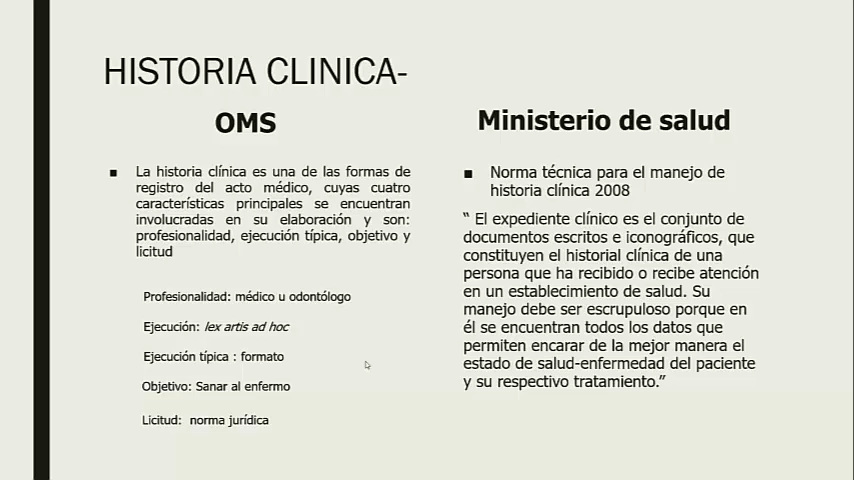 HISTORIA CLINICA-
OMS
■ La historia clínica es una de las formas de
registro del acto médico, cuyas cuatro
características principales se encuentran
involucradas en su elaboración y son:
profesionalidad, ejecución típica, objetivo y
licitud
Profesionalidad: médico u odontólogo
Ejecución: lex artis ad hoc
Ejecución típica : formato
Objetivo: Sanar al enfermo
Licitud: norma jurídica
Ministerio de salud
■ Norma técnica para el manejo de
historia clínica 2008
“ El expediente clínico es el conjunto de
documentos escritos e iconográficos, que
constituyen el historial clínica de una
persona que ha recibido o recibe atención
en un establecimiento de salud. Su
manejo debe ser escrupuloso porque en
él se encuentran todos los datos que
permiten encarar de la mejor manera el
estado de salud-enfermedad del paciente
y su respectivo tratamiento.”